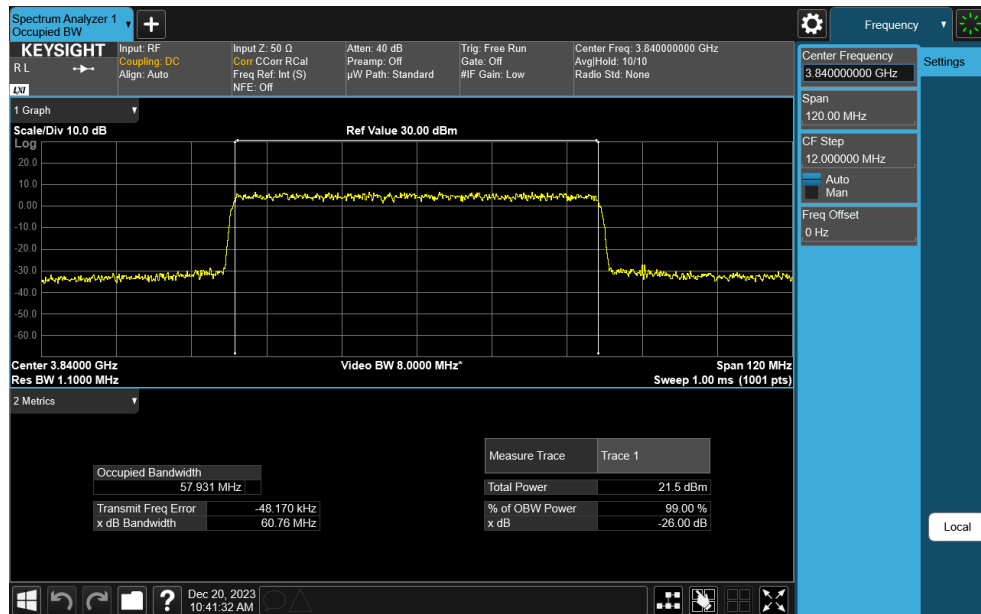 Spectrum Analyzer 1
Occupied BW
+
Frequency
KEYSIGHT
R L
LXI
Input: RF
Coupling: DC
Align: Auto
Input Z: 50 Ω
Corr CCorr RCal
Freq Ref: Int (S)
NFE: Off
Atten: 40 dB
Preamp: Off
µW Path: Standard
Trig: Free Run
Gate: Off
#IF Gain: Low
Center Freq: 3.840000000 GHz
Avg|Hold: 10/10
Radio Std: None
Center Frequency
3.840000000 GHz
Settings
Span
120.00 MHz
CF Step
12.000000 MHz
Auto
Man
Freq Offset
0 Hz
Local
1 Graph
Scale/Div 10.0 dB
Ref Value 30.00 dBm
Log
20.0
10.0
0.00
-10.0
-20.0
-30.0
-40.0
-50.0
-60.0
Center 3.84000 GHz
Video BW 8.0000 MHz*
Span 120 MHz
Res BW 1.1000 MHz
Sweep 1.00 ms (1001 pts)
2 Metrics
Occupied Bandwidth
57.931 MHz
Transmit Freq Error -48.170 kHz
x dB Bandwidth 60.76 MHz
Measure Trace Trace 1
Total Power 21.5 dBm
% of OBW Power 99.00 %
x dB -26.00 dB
?
Dec 20, 2023
10:41:32 AM